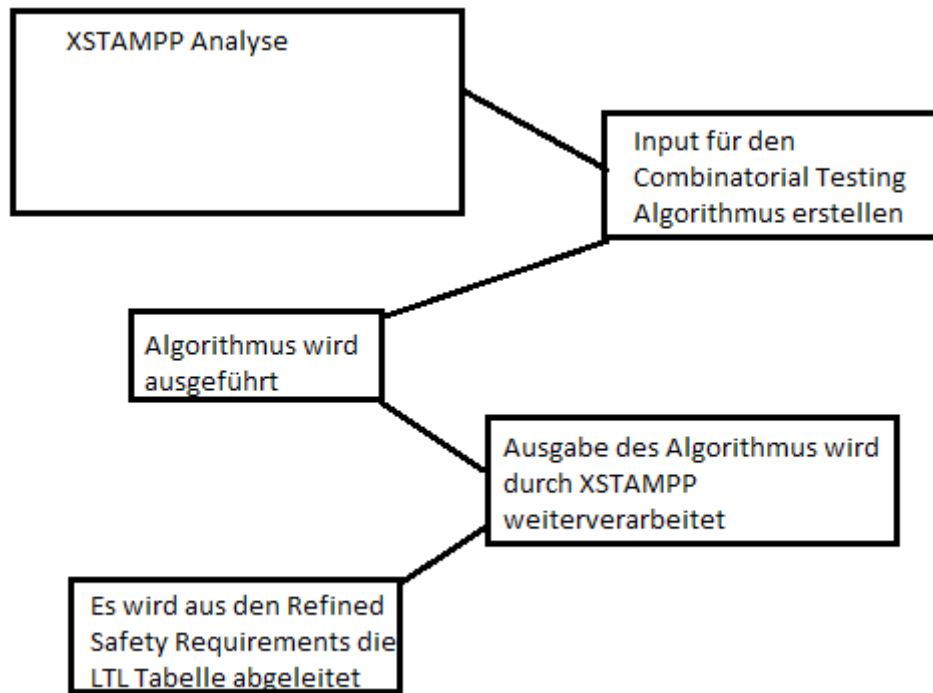 XSTAMPP Analyse
Input für den
Combinatorial Testing
Algorithmus erstellen
Algorithmus wird
ausgeführt
Ausgabe des Algorithmus wird
durch XSTAMPP
weiterverarbeitet
Es wird aus den Refined
Safety Requirements die
LTL Tabelle abgeleitet